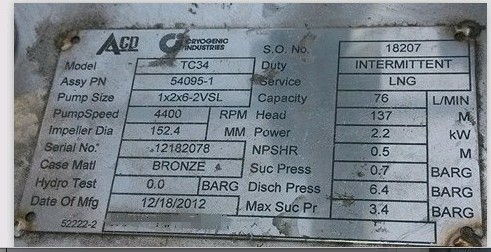 ACD CRYOGENIC INDUSTRIES S.O. No. 18207
Model TC34 Duty INTERMITTENT
Assy PN 54095-1 Service LNG
Pump Size 1x2x6-2VSL Capacity 76 L/MIN
PumpSpeed 4400 RPM Head 137 M
Impeller Dia 152.4 MM Power 2.2 kW
Serial No. 12182078 NPSHR 0.5 M
Case Matl BRONZE Suc Press 0.7 BARG
Hydro Test 0.0 BARG Disch Press 6.4 BARG
Date Of Mfg 12/18/2012 Max Suc Pr 3.4 BARG
52222-2